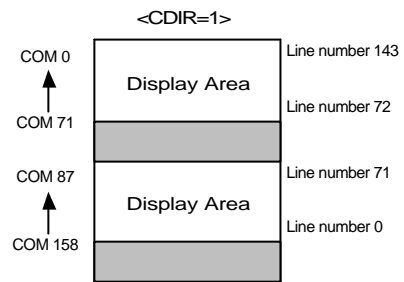 <CDIR=1>
COM 0
Line number 143
Display Area
COM 71
Line number 72
COM 87
Line number 71
Display Area
COM 158
Line number 0